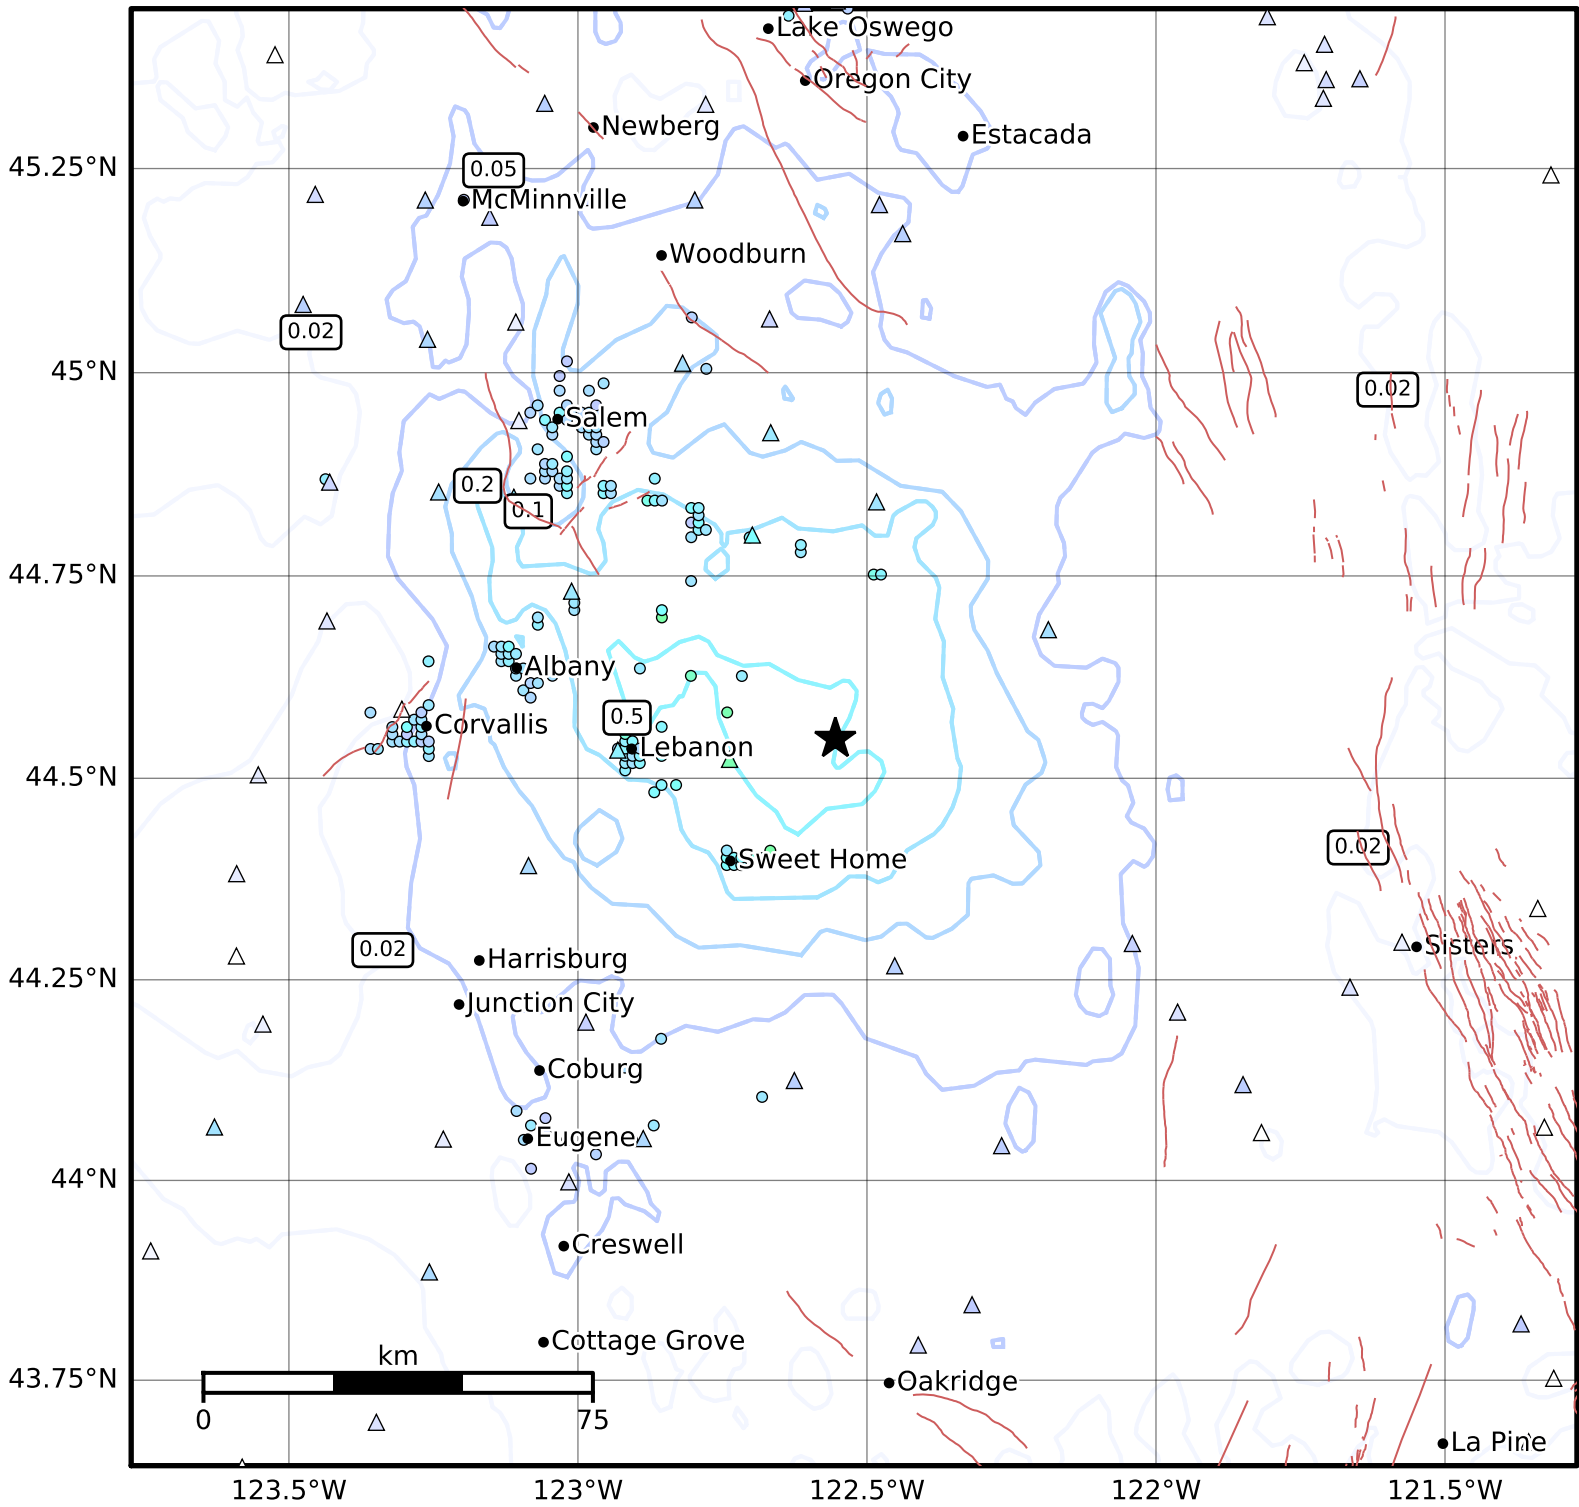 Lake Oswego
Oregon City
Newberg
Estacada
45.25°N
0.05
McMinnville
Woodburn
0.02
45°N
0.02
Salem
0.2
0.1
44.75°N
Albany
0.5
Corvallis
Lebanon
44.5°N
0.02
Sweet Home
0.02
Sisters
Harrisburg
44.25°N
Junction City
Coburg
Eugene
44°N
Creswell
Cottage Grove
km
43.75°N
Oakridge
0
75
La Pine
123.5°W
123°W
122.5°W
122°W
121.5°W